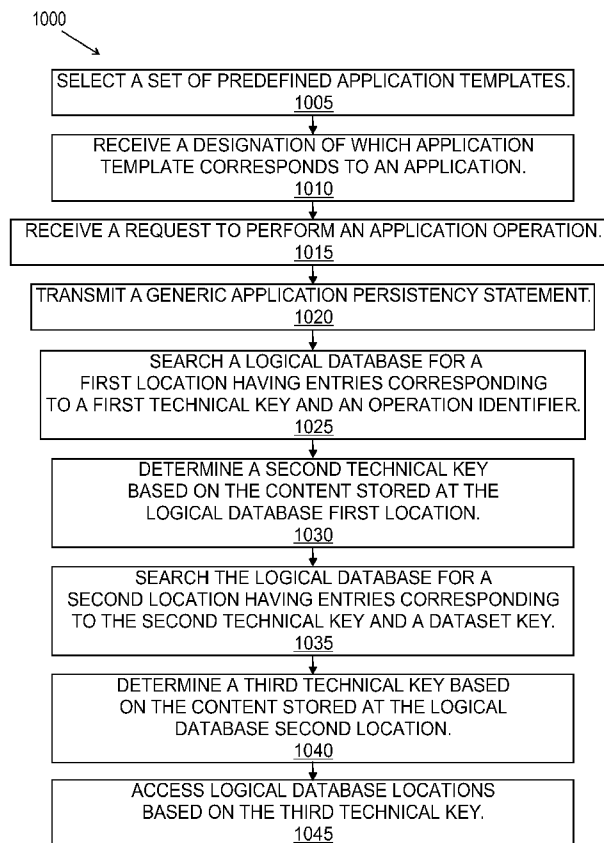 1000
SELECT A SET OF PREDEFINED APPLICATION TEMPLATES.
1005
RECEIVE A DESIGNATION OF WHICH APPLICATION
TEMPLATE CORRESPONDS TO AN APPLICATION.
1010
RECEIVE A REQUEST TO PERFORM AN APPLICATION OPERATION.
1015
TRANSMIT A GENERIC APPLICATION PERSISTENCY STATEMENT.
1020
SEARCH A LOGICAL DATABASE FOR A
FIRST LOCATION HAVING ENTRIES CORRESPONDING
TO A FIRST TECHNICAL KEY AND AN OPERATION IDENTIFIER.
1025
DETERMINE A SECOND TECHNICAL KEY
BASED ON THE CONTENT STORED AT THE
LOGICAL DATABASE FIRST LOCATION.
1030
SEARCH THE LOGICAL DATABASE FOR A
SECOND LOCATION HAVING ENTRIES CORRESPONDING
TO THE SECOND TECHNICAL KEY AND A DATASET KEY.
1035
DETERMINE A THIRD TECHNICAL KEY BASED
ON THE CONTENT STORED AT THE LOGICAL
DATABASE SECOND LOCATION.
1040
ACCESS LOGICAL DATABASE LOCATIONS
BASED ON THE THIRD TECHNICAL KEY.
1045